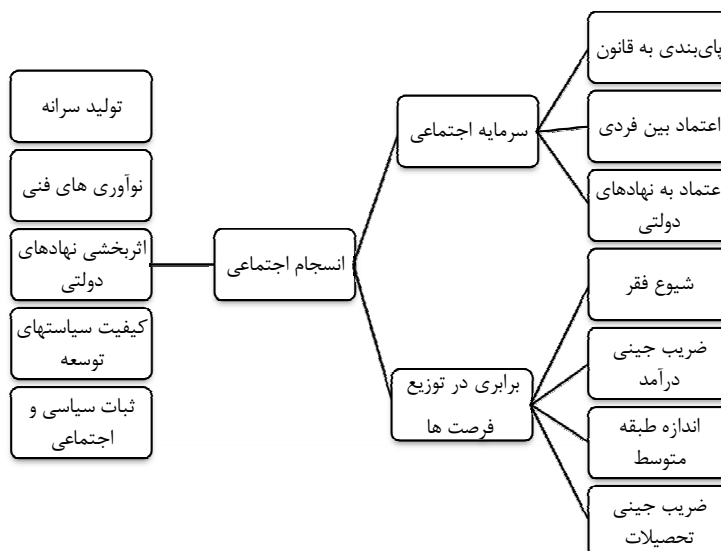 پای‌بندی به قانون
اعتماد بین فردی
عتماد به نهادهای
دولتی
شیوع فقر
ضریب جینی
درآمد
اندازه طبقه
متوسط
ضریب جینی
تحصیلات
سرمایه اجتماعی
برابری در توزیع
فرصت ها
انسجام اجتماعی
تولید سرانه
نوآوری های فنی
اثربخشی نهادهای
دولتی
کیفیت سیاستهای
توسعه
ثبات سیاسی و
اجتماعی